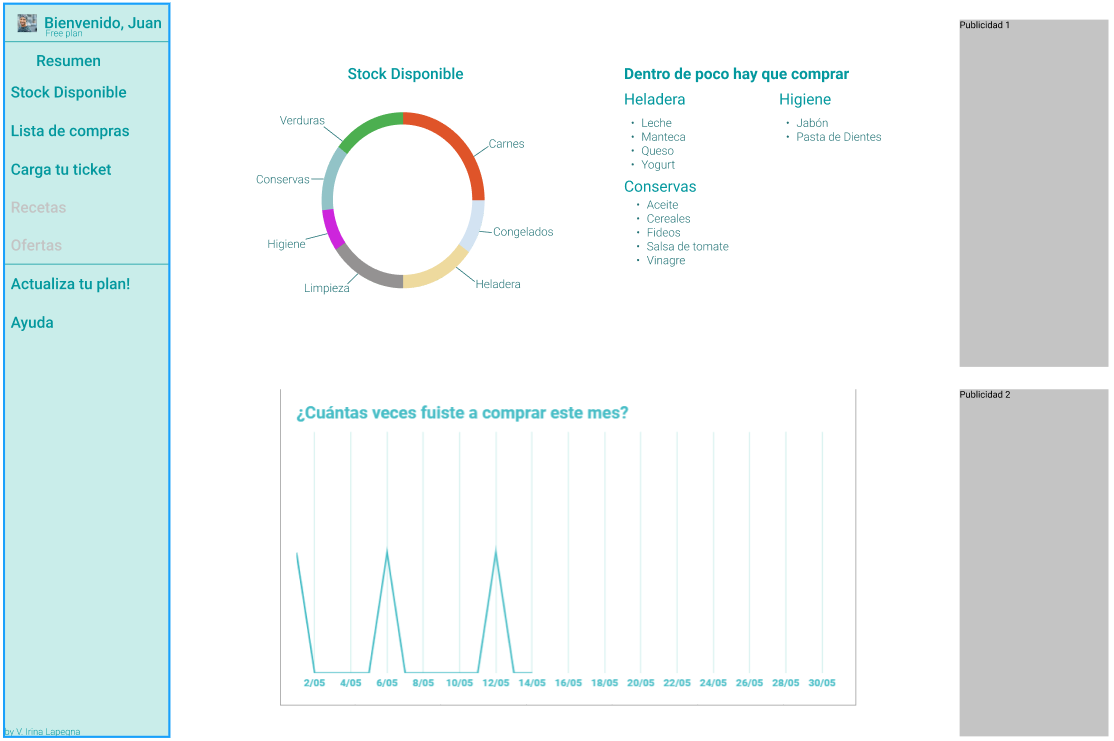 Bienvenido, Juan
Free plan
Resumen
Stock Disponible
Lista de compras
Carga tu ticket
Recetas
Ofertas
Actualiza tu plan!
Ayuda
by V. Irina Lapegna
Stock Disponible
Verduras
Carnes
Conservas
Congelados
Higiene
Heladera
Limpieza
Dentro de poco hay que comprar
Heladera
• Leche
• Manteca
• Queso
• Yogurt
Higiene
• Jabón
• Pasta de Dientes
Conservas
• Aceite
• Cereales
• Fideos
• Salsa de tomate
• Vinagre
¿Cuántas veces fuiste a comprar este mes?
2/05 4/05 6/05 8/05 10/05 12/05 14/05 16/05 18/05 20/05 22/05 24/05 26/05 28/05 30/05
Publicidad 1
Publicidad 2